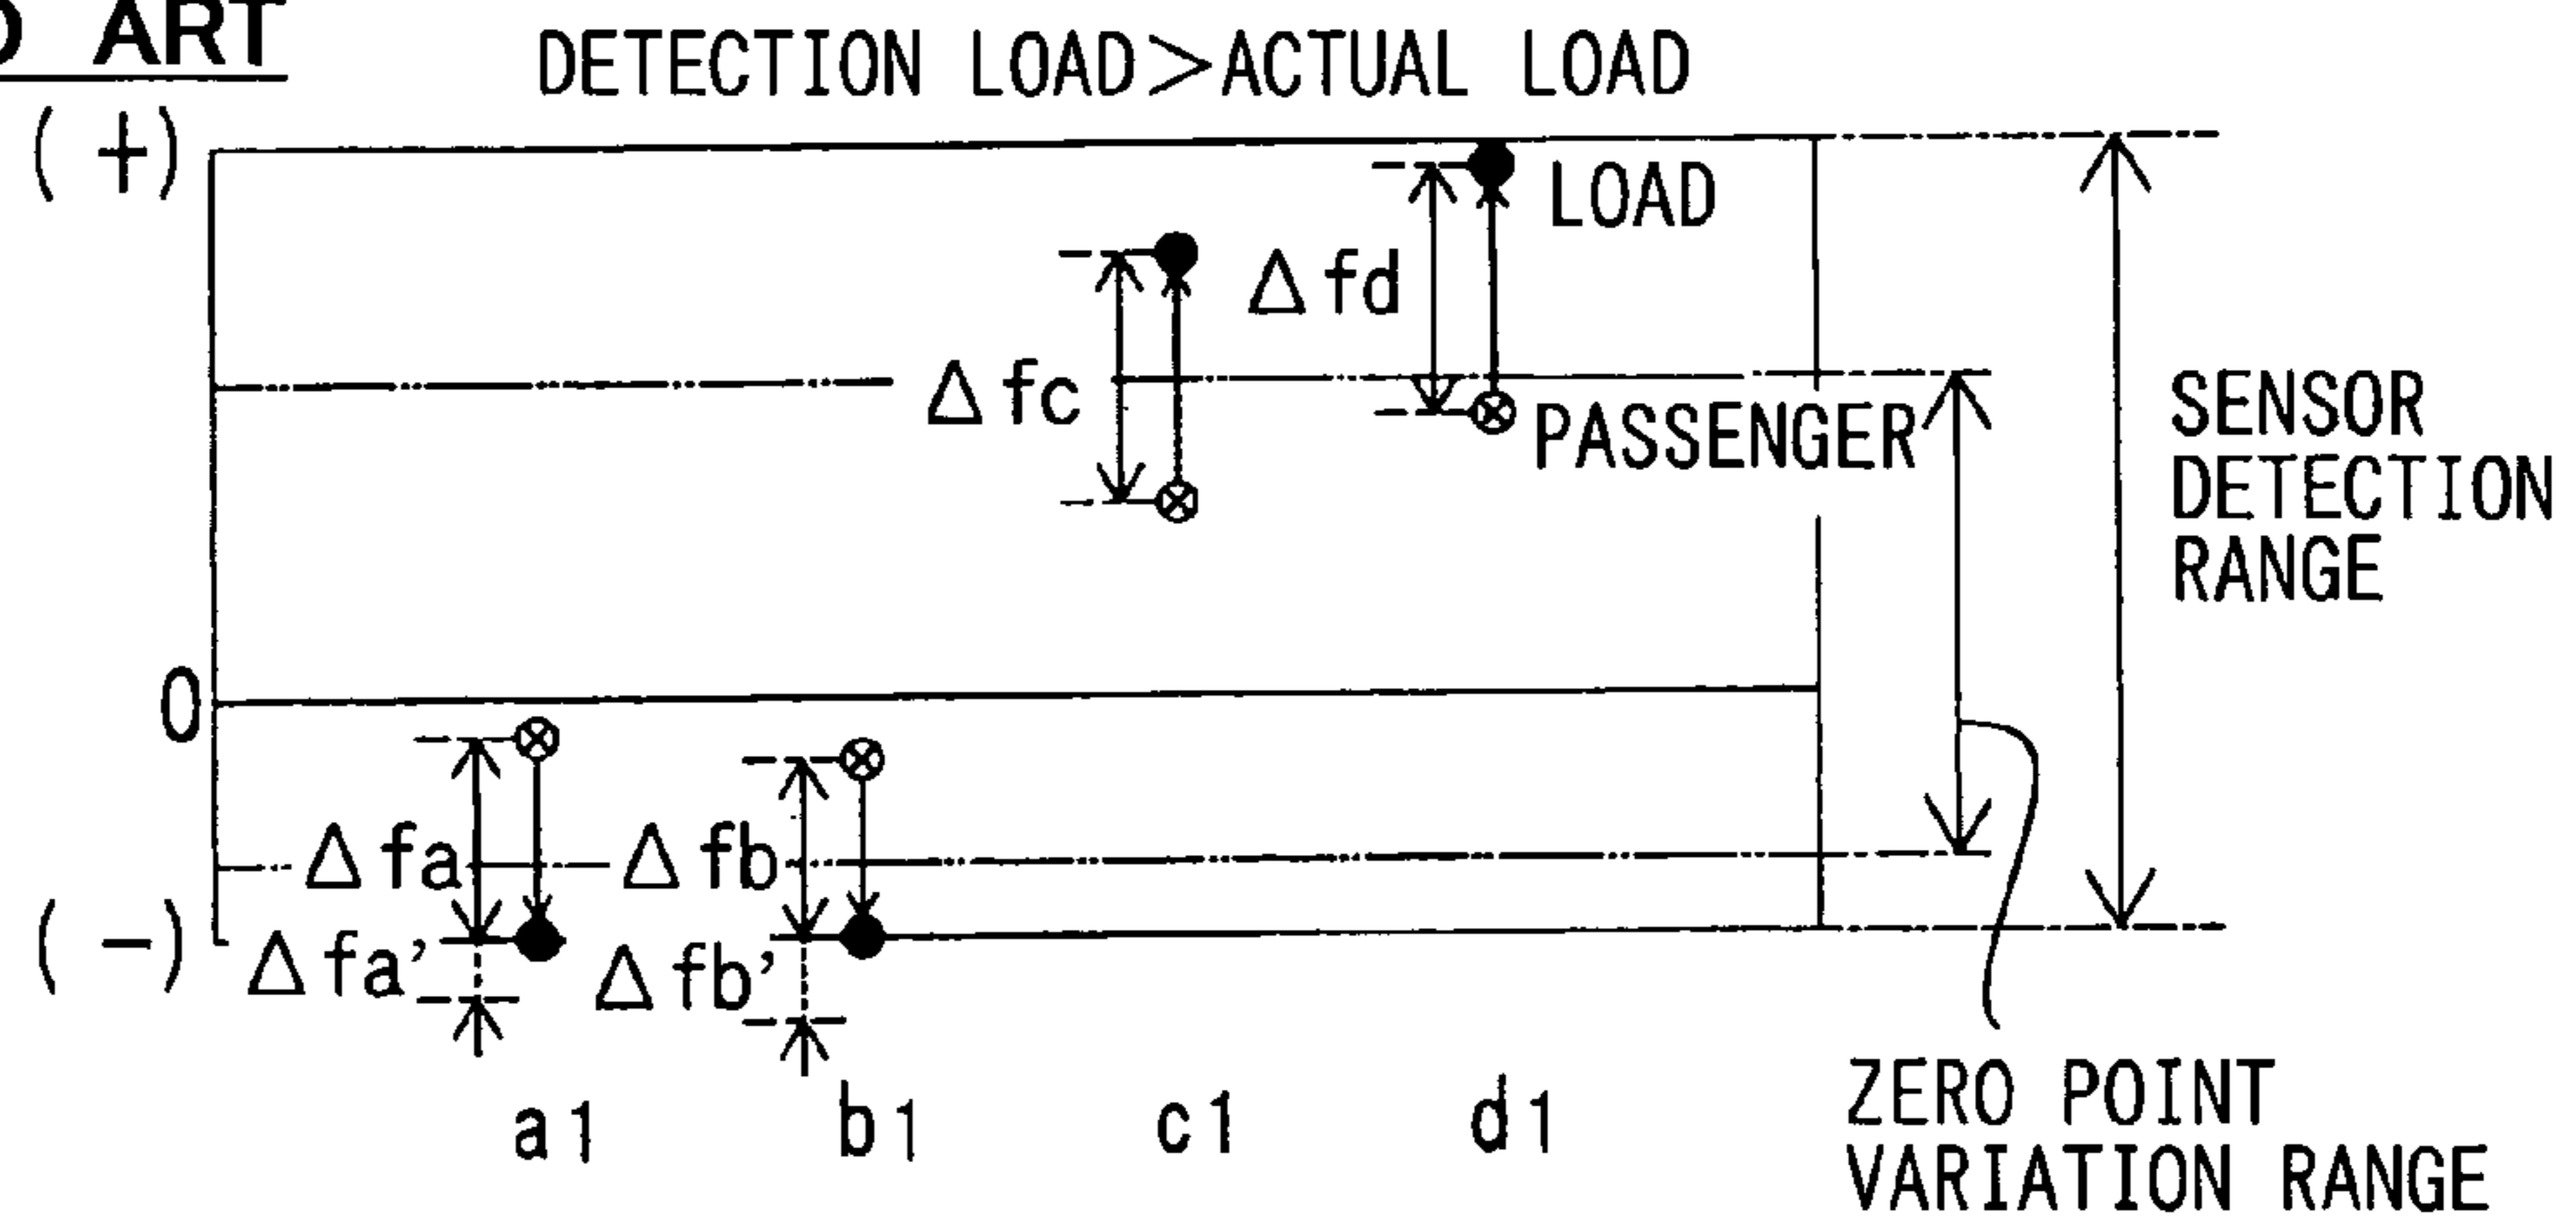 ART
DETECTION LOAD>ACTUAL LOAD
(+)
LOAD
Δfd
Δfc
PASSENGER
SENSOR
DETECTION
RANGE
0
Δfa
Δfb
(-)
Δfa'
Δfb'
a1
b1
c1
d1
ZERO POINT
VARIATION RANGE